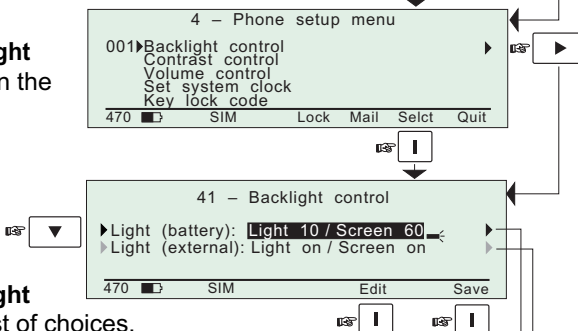 4 – Phone setup menu
ght
n the
001 Backlight control
Contrast control
Volume control
Set system clock
Key lock code
470 SIM Lock Mail Selct Quit
I
41 – Backlight control
Light (battery): Light 10 / Screen 60
Light (external): Light on / Screen on
470 SIM Edit Save
ght
st of choices.
I I